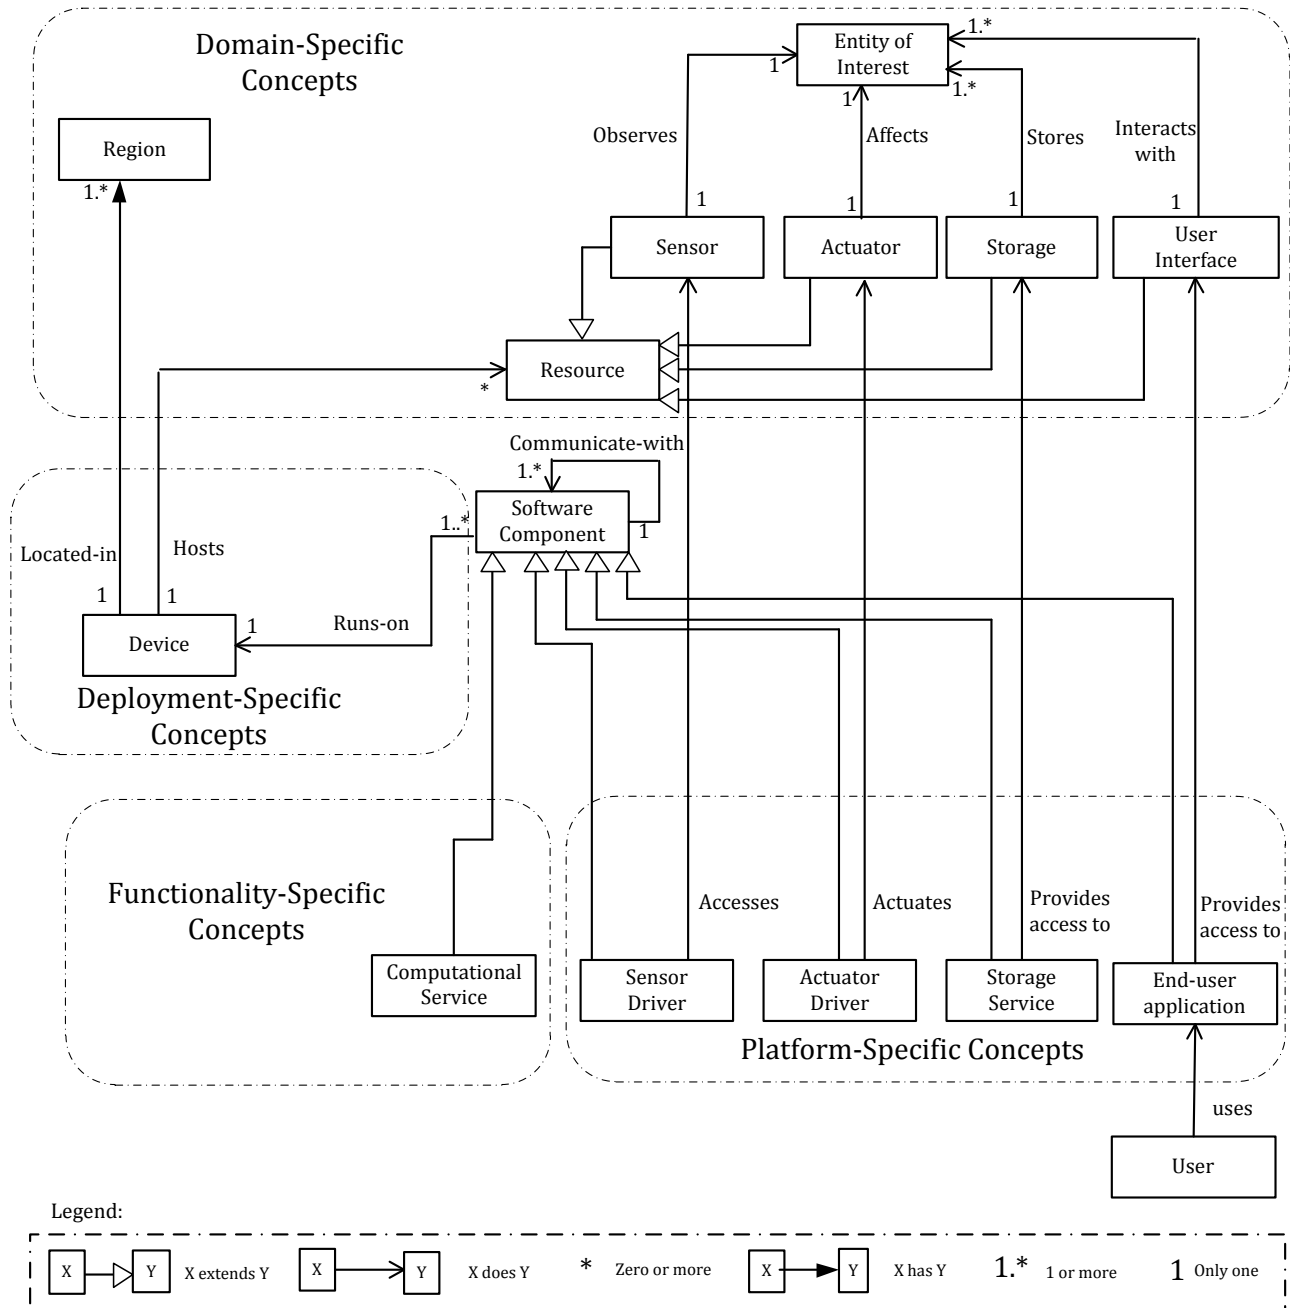 Domain-Specific
Concepts
Entity of
Interest
1.*
1
1
1.*
Region
1.*
Observes
Affects
Stores
Interacts
with
1
1
1
1
Sensor
Actuator
Storage
User
Interface
Resource
*
Communicate-with
1.*
Software
Component
1
1..*
Located-in
Hosts
1
1
1
Runs-on
Device
Deployment-Specific
Concepts
Functionality-Specific
Concepts
Accesses
Actuates
Provides
access to
Provides
access to
Computational
Service
Sensor
Driver
Actuator
Driver
Storage
Service
End-user
application
Platform-Specific Concepts
uses
User
Legend:
X Y X extends Y
X Y X does Y
* Zero or more
X Y X has Y
1.* 1 or more
1 Only one